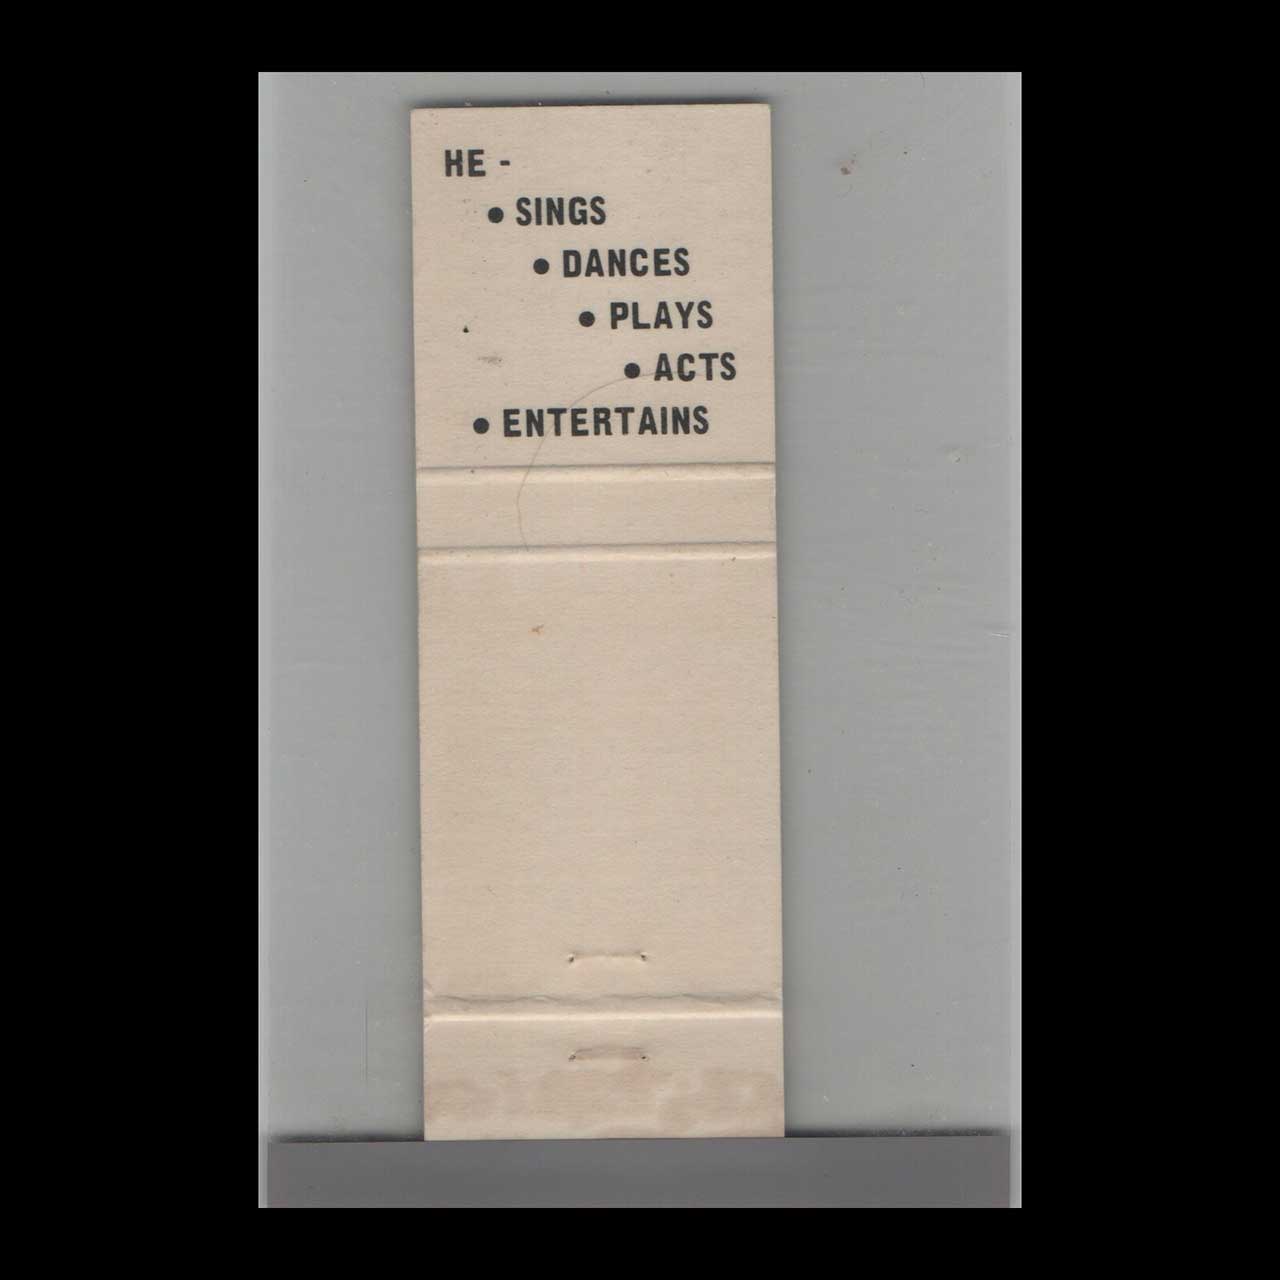 HE -
• SINGS
• DANCES
• PLAYS
• ACTS
• ENTERTAINS